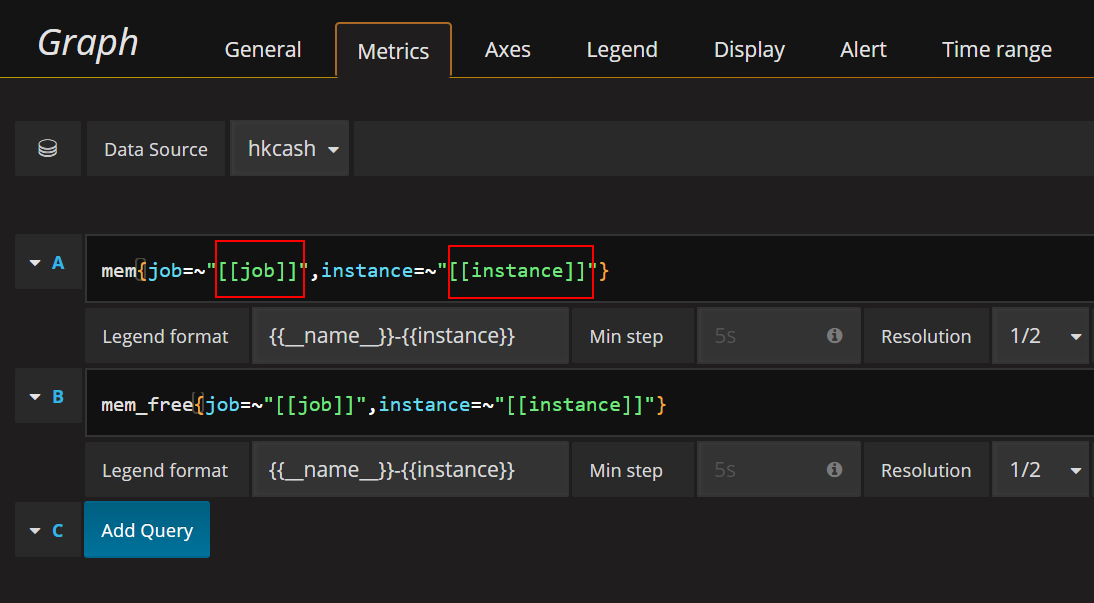 Graph General Metrics Axes Legend Display Alert Time range
Data Source hkcash
A mem{job=~"[[job]]",instance=~"[[instance]]"}
Legend format {{__name__}}-{{instance}} Min step 5s Resolution 1/2
B mem_free{job=~"[[job]]",instance=~"[[instance]]"}
Legend format {{__name__}}-{{instance}} Min step 5s Resolution 1/2
C Add Query